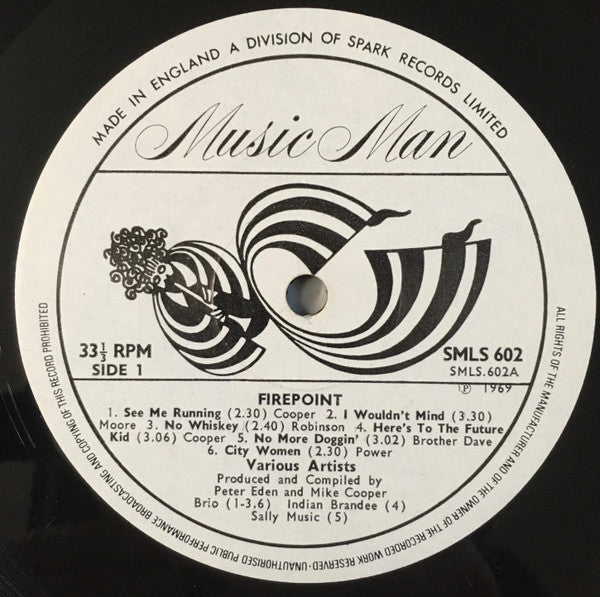 MADE IN ENGLAND A DIVISION OF SPARK RECORDS LIMITED
Music Man
33⅓ RPM
SIDE 1
SMLS 602
SMLS.602A
Ⓟ 1969
FIREPOINT
1. See Me Running (2.30) Cooper 2. I Wouldn't Mind (3.30)
Moore 3. No Whiskey (2.40) Robinson 4. Here's To The Future
Kid (3.06) Cooper 5. No More Doggin' (3.02) Brother Dave
6. City Women (2.30) Power
Various Artists
Produced and Compiled by
Peter Eden and Mike Cooper
Brio (1-3,6) Indian Brandee (4)
Sally Music (5)
ALL RIGHTS OF THE MANUFACTURER AND OF THE OWNER OF THE RECORDED WORK RESERVED-UNAUTHORISED PUBLIC PERFORMANCE BROADCASTING AND COPYING OF THIS RECORD PROHIBITED